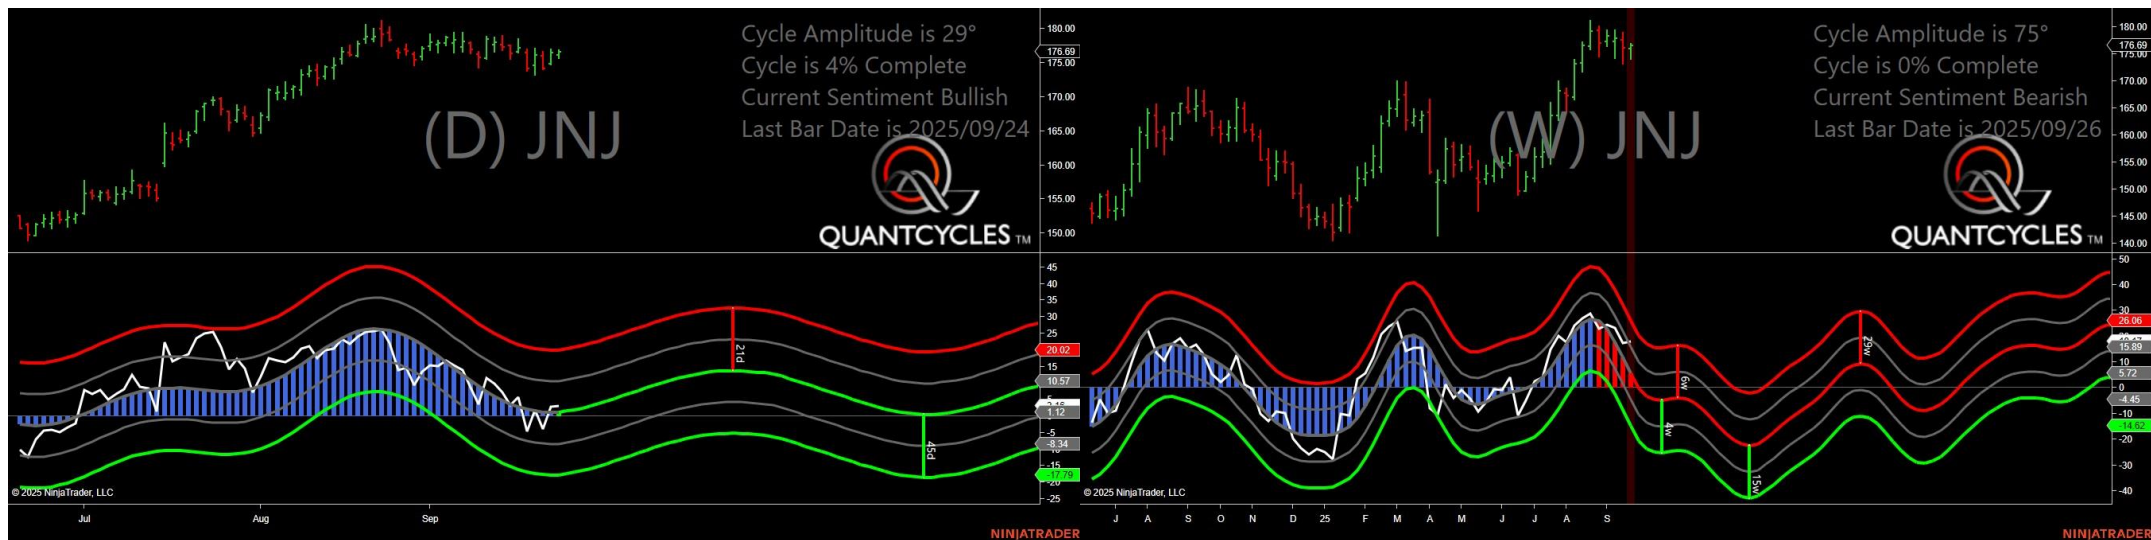 Cycle Amplitude is 29°
Cycle is 4% Complete
Current Sentiment Bullish
Last Bar Date is 2025/09/24
(D) JNJ
QUANTCYCLES TM
180.00
176.69
175.00
170.00
165.00
160.00
155.00
150.00
45
40
35
30
25
20.02
15
10.57
5
1.12
-5
-8.34
-15
-17.79
-20
-25
21d
45d
© 2025 NinjaTrader, LLC
Jul Aug Sep
NINJATRADER
Cycle Amplitude is 75°
Cycle is 0% Complete
Current Sentiment Bearish
Last Bar Date is 2025/09/26
(W) JNJ
QUANTCYCLES TM
180.00
176.69
175.00
170.00
165.00
160.00
155.00
150.00
145.00
140.00
50
40
30
26.06
15.89
10
5.72
0
-4.45
-10
-14.62
-20
-30
-40
6w
4w
15w
29w
© 2025 NinjaTrader, LLC
J A S O N D 25 F M A M J J A S
NINJATRADER